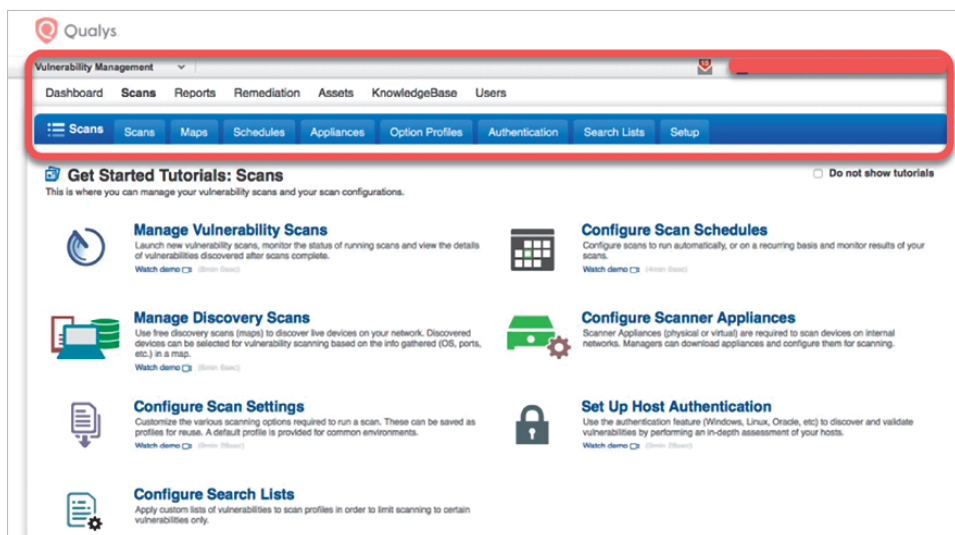 Qualys.
Vulnerability Management
Dashboard Scans Reports Remediation Assets KnowledgeBase Users
Scans Scans Maps Schedules Appliances Option Profiles Authentication Search Lists Setup
Get Started Tutorials: Scans
Do not show tutorials
This is where you can manage your vulnerability scans and your scan configurations.
Manage Vulnerability Scans
Launch new vulnerability scans, monitor the status of running scans and view the details
of vulnerabilities discovered after scans complete.
Watch demo
Configure Scan Schedules
Configure scans to run automatically, or on a recurring basis and monitor results of your
scans.
Watch demo
Manage Discovery Scans
Use free discovery scans (maps) to discover live devices on your network. Discovered
devices can be selected for vulnerability scanning based on the info gathered (OS, ports,
etc.) in a map.
Watch demo
Configure Scanner Appliances
Scanner Appliances (physical or virtual) are required to scan devices on internal
networks. Managers can download appliances and configure them for scanning.
Configure Scan Settings
Customize the various scanning options required to run a scan. These can be saved as
profiles for reuse. A default profile is provided for common environments.
Watch demo
Set Up Host Authentication
Use the authentication feature (Windows, Linux, Oracle, etc) to discover and validate
vulnerabilities by performing an in-depth assessment of your hosts.
Watch demo
Configure Search Lists
Apply custom lists of vulnerabilities to scan profiles in order to limit scanning to certain
vulnerabilities only.